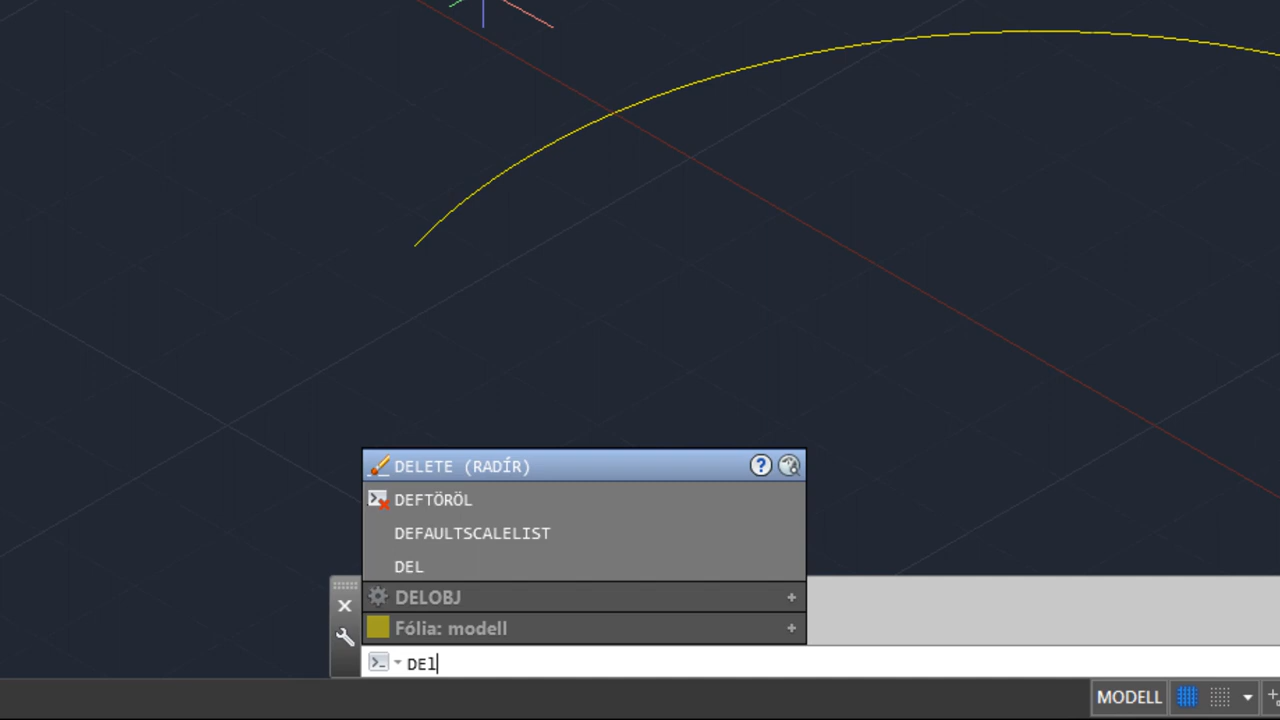 DELETE (RADÍR)
DEFTÖRÖL
DEFAULTSCALELIST
DEL
DELOBJ
Fólia: modell
DEl
MODELL